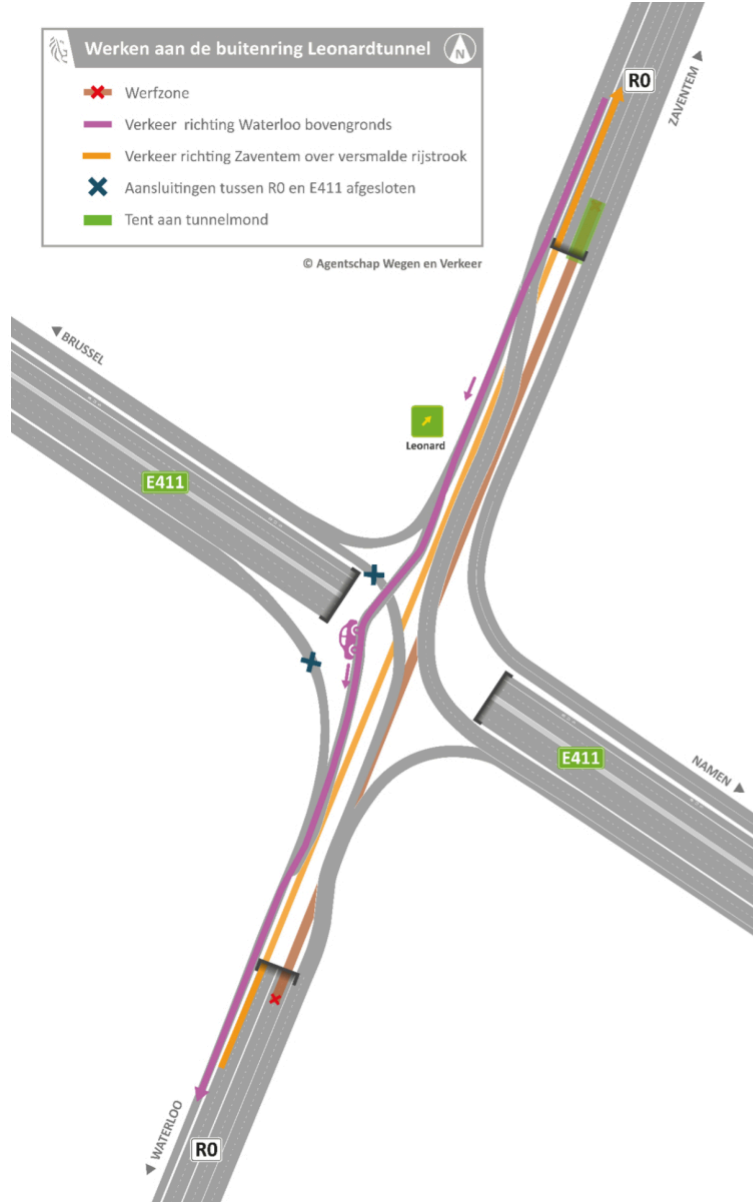 Werken aan de buitenring Leonardtunnel
N
Werfzone
Verkeer richting Waterloo bovengronds
Verkeer richting Zaventem over versmalde rijstrook
Aansluitingen tussen R0 en E411 afgesloten
Tent aan tunnelmond
© Agentschap Wegen en Verkeer
R0
ZAVENTEM
BRUSSEL
Leonard
E411
E411
NAMEN
WATERLOO
R0